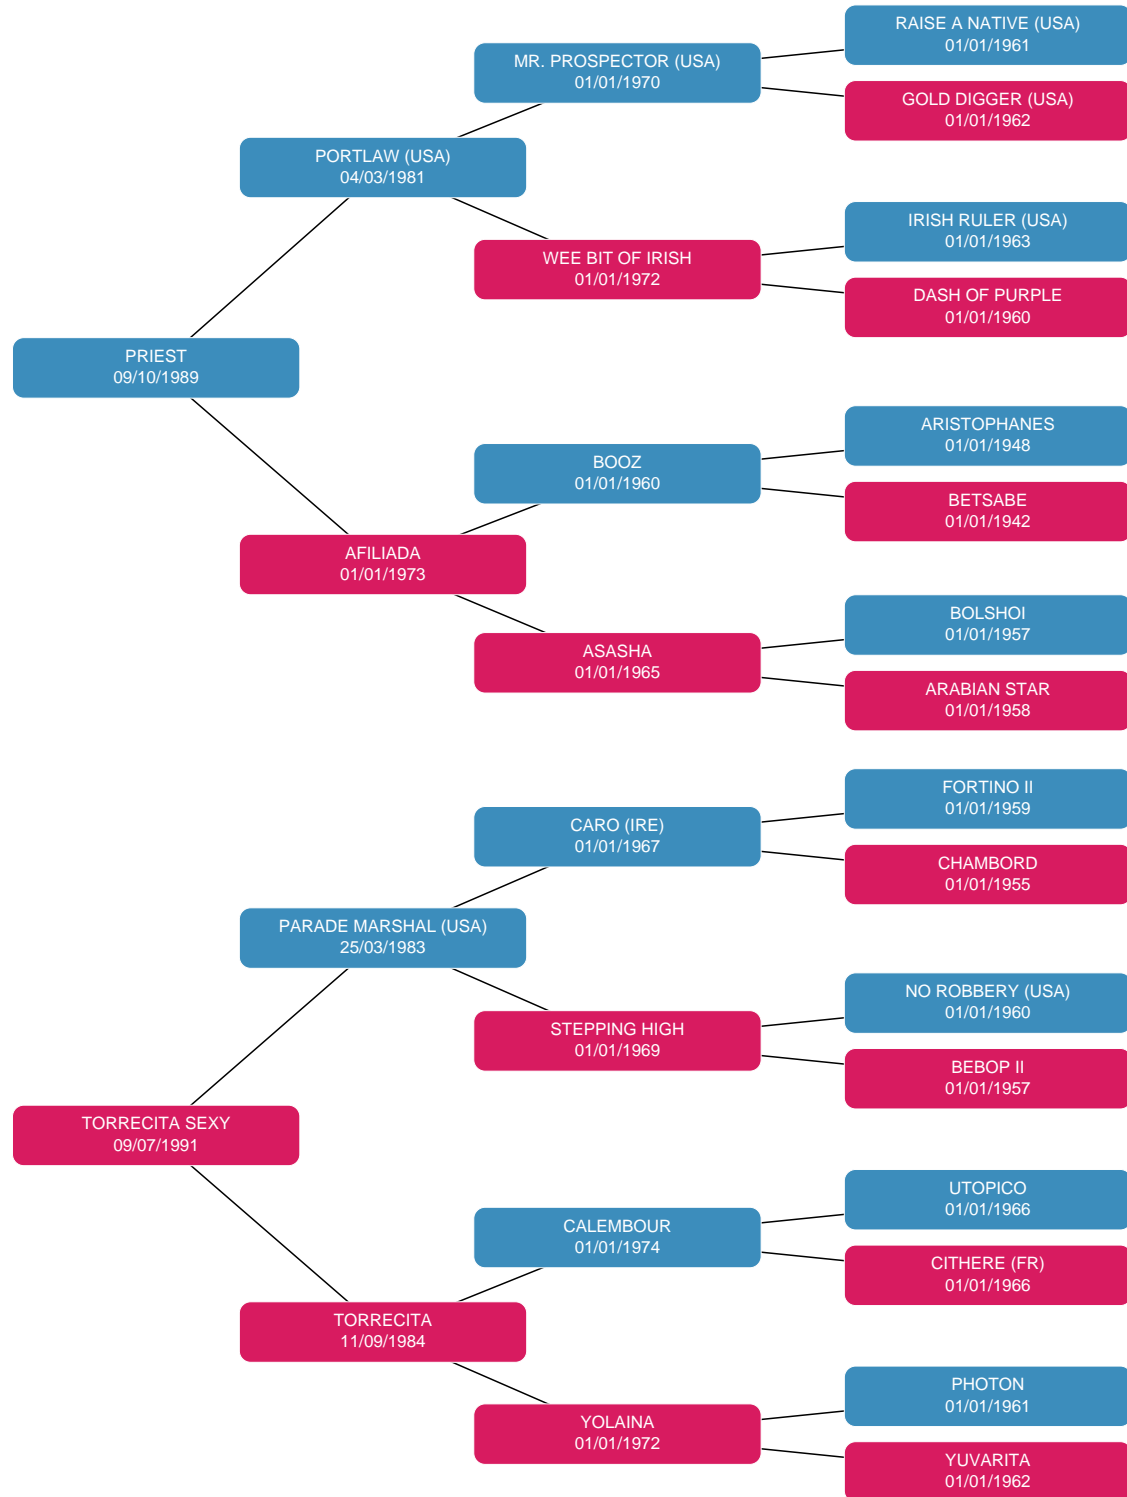 RAISE A NATIVE (USA)
01/01/1961
MR. PROSPECTOR (USA)
01/01/1970
GOLD DIGGER (USA)
01/01/1962
PORTLAW (USA)
04/03/1981
IRISH RULER (USA)
01/01/1963
WEE BIT OF IRISH
01/01/1972
DASH OF PURPLE
01/01/1960
PRIEST
09/10/1989
ARISTOPHANES
01/01/1948
BOOZ
01/01/1960
BETSABE
01/01/1942
AFILIADA
01/01/1973
BOLSHOI
01/01/1957
ASASHA
01/01/1965
ARABIAN STAR
01/01/1958
FORTINO II
01/01/1959
CARO (IRE)
01/01/1967
CHAMBORD
01/01/1955
PARADE MARSHAL (USA)
25/03/1983
NO ROBBERY (USA)
01/01/1960
STEPPING HIGH
01/01/1969
BEBOP II
01/01/1957
TORRECITA SEXY
09/07/1991
UTOPICO
01/01/1966
CALEMBOUR
01/01/1974
CITHERE (FR)
01/01/1966
TORRECITA
11/09/1984
PHOTON
01/01/1961
YOLAINA
01/01/1972
YUVARITA
01/01/1962